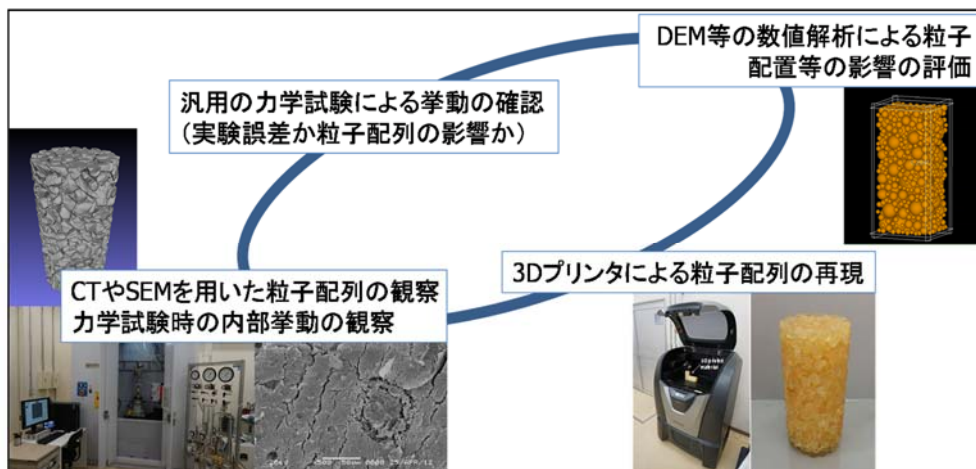 DEM等の数値解析による粒子
配置等の影響の評価
汎用の力学試験による挙動の確認
(実験誤差か粒子配列の影響か)
3Dプリンタによる粒子配列の再現
CTやSEMを用いた粒子配列の観察
力学試験時の内部挙動の観察